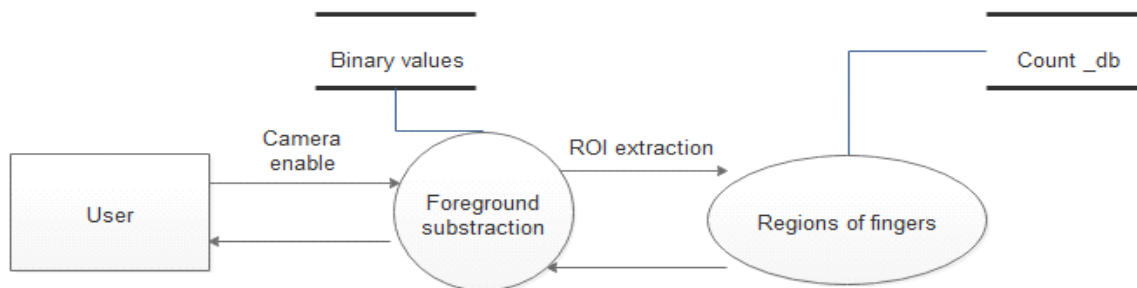 Binary values
Count _db
Camera
enable
ROI extraction
User
Foreground
substraction
Regions of fingers